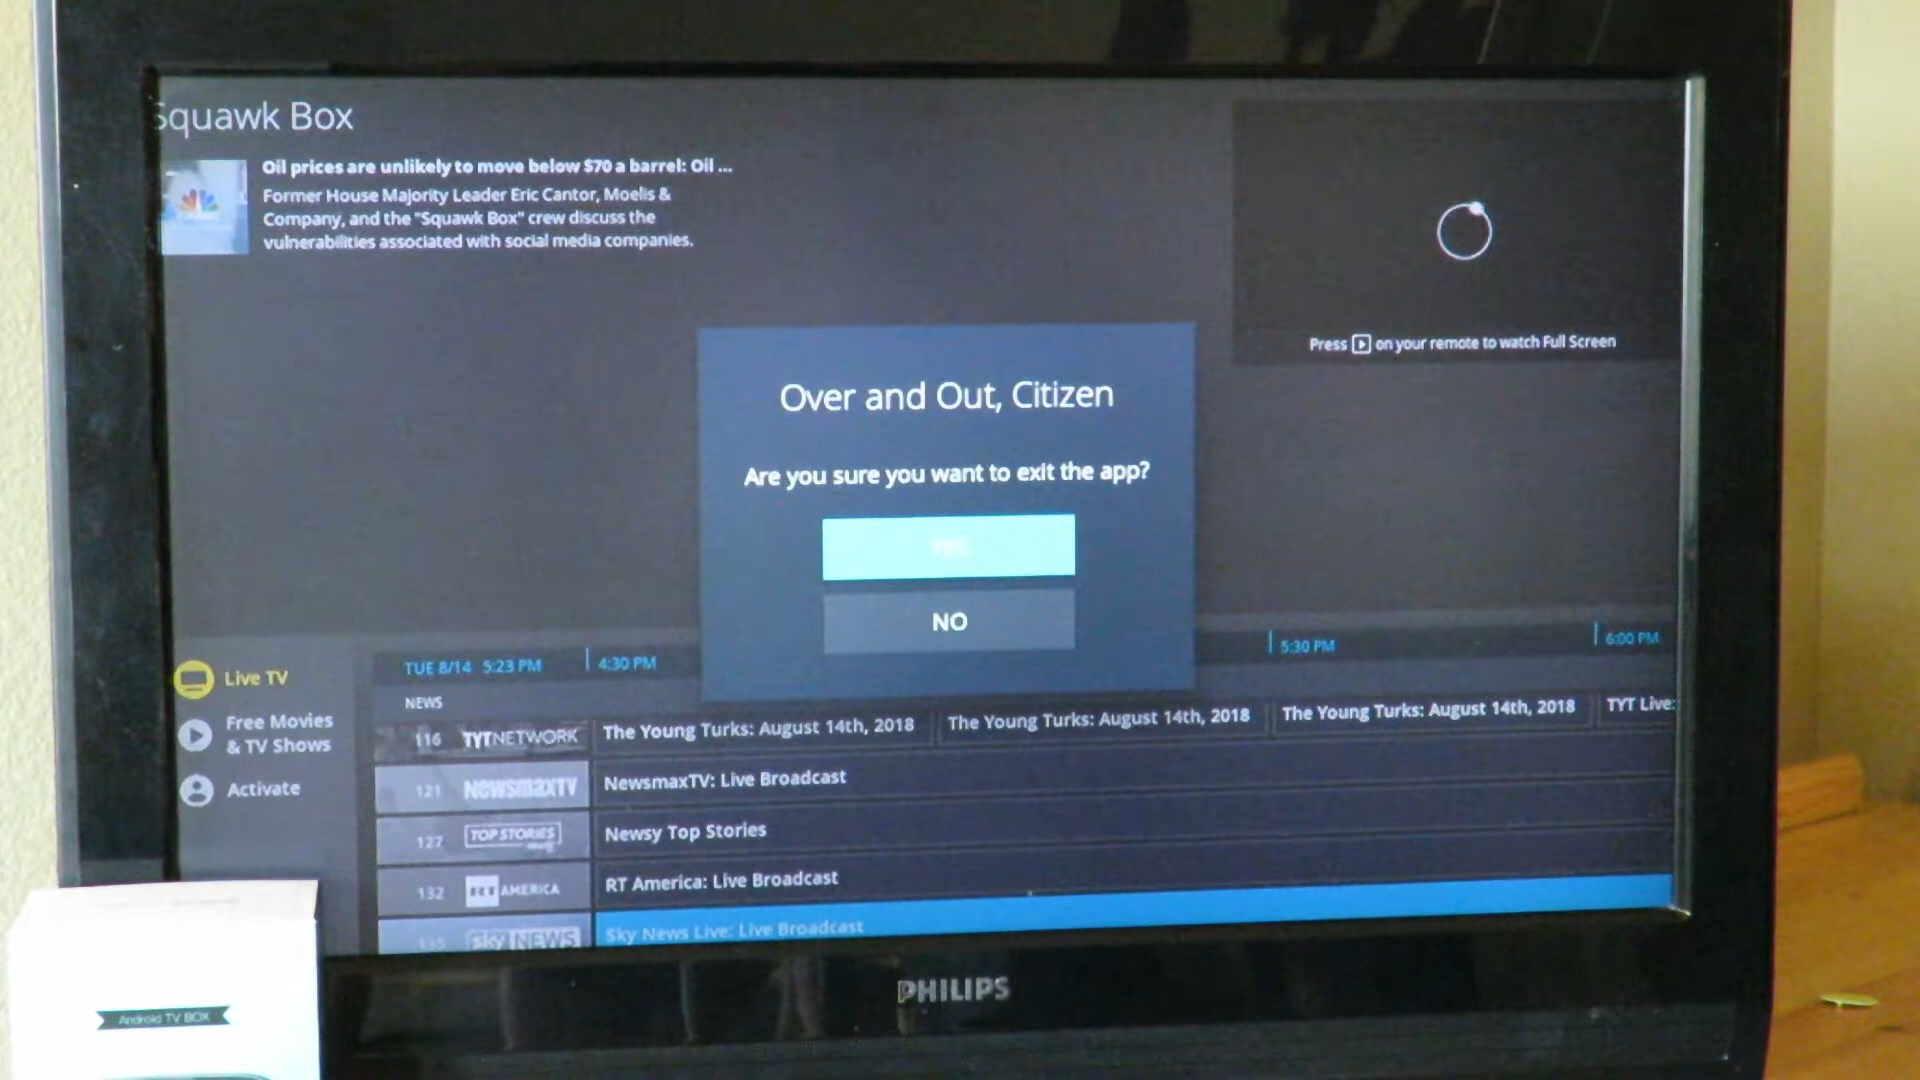 Squawk Box
Oil prices are unlikely to move below $70 a barrel: Oil ...
Former House Majority Leader Eric Cantor, Moelis &
Company, and the "Squawk Box" crew discuss the
vulnerabilities associated with social media companies.
Press on your remote to watch Full Screen
Over and Out, Citizen
Are you sure you want to exit the app?
YES
NO
Live TV
Free Movies
& TV Shows
Activate
TUE 8/14 5:23 PM
4:30 PM
5:30 PM
6:00 PM
NEWS
116 TYTNETWORK The Young Turks: August 14th, 2018 The Young Turks: August 14th, 2018 The Young Turks: August 14th, 2018 TYT Live:
121 NEWSMAXTV NewsmaxTV: Live Broadcast
127 TOP STORIES Newsy Top Stories
132 RT AMERICA RT America: Live Broadcast
sky NEWS Sky News Live: Live Broadcast
PHILIPS
Android TV BOX